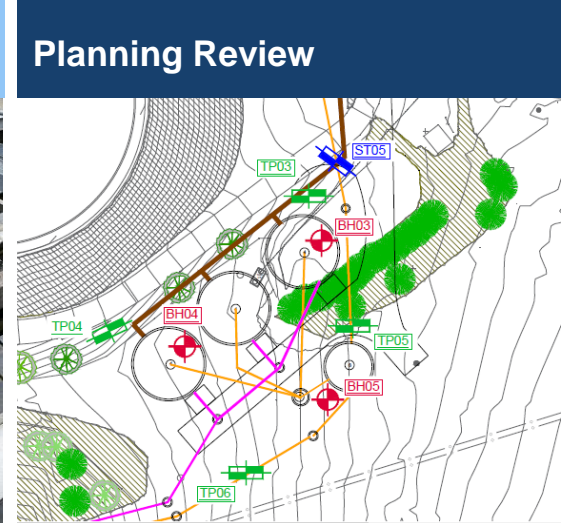 Planning Review
ST05
TP03
BH03
BH04
TP04
TP05
BH05
TP06